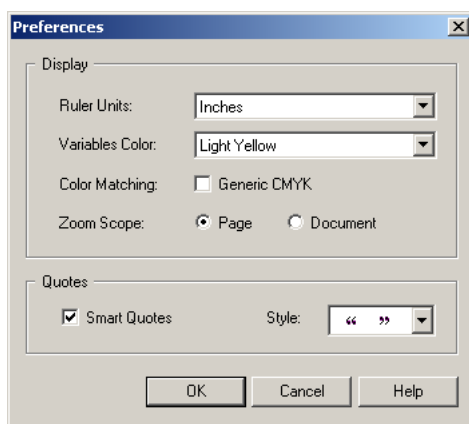 Preferences
Display
Ruler Units: Inches
Variables Color: Light Yellow
Color Matching: Generic CMYK
Zoom Scope: Page Document
Quotes
Smart Quotes Style: “ ”
OK Cancel Help